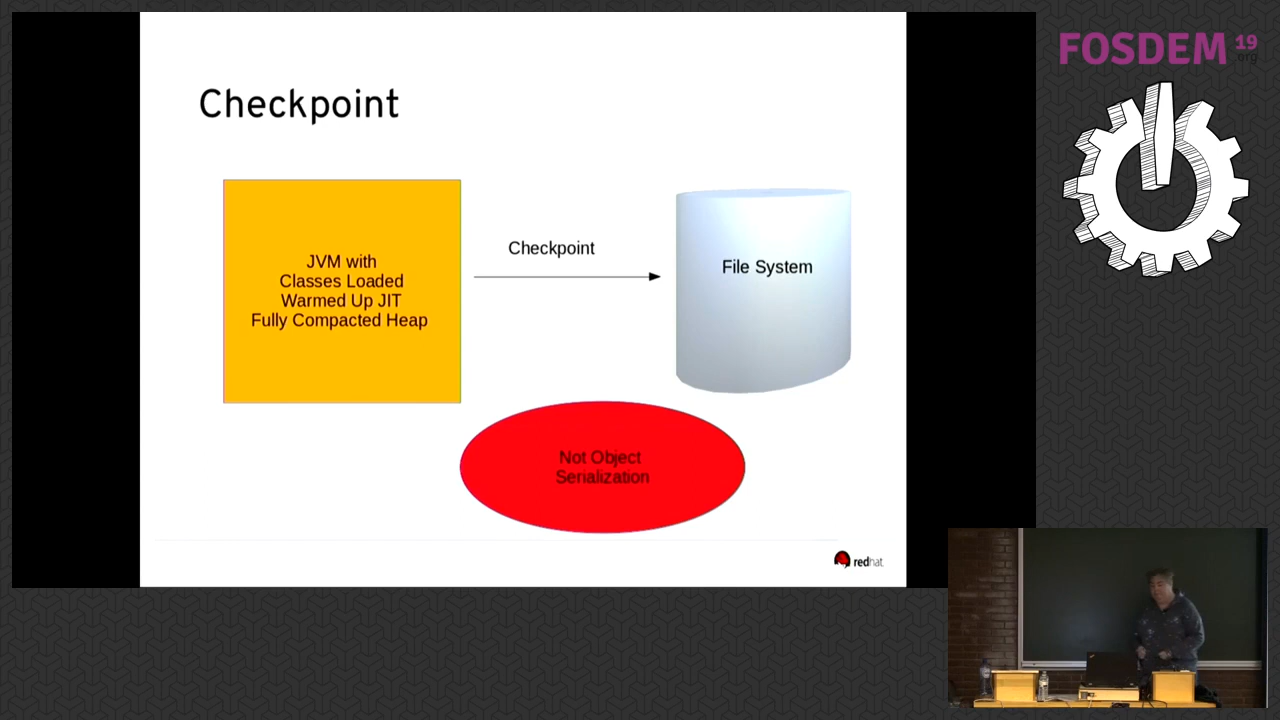 FOSDEM 19
.org
Checkpoint
JVM with
Classes Loaded
Warmed Up JIT
Fully Compacted Heap
Checkpoint
File System
Not Object
Serialization
redhat